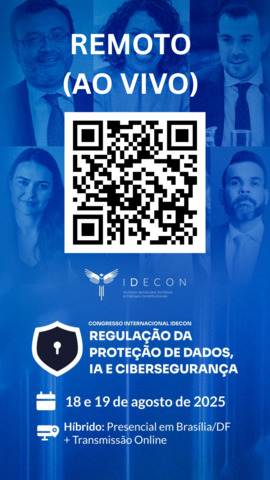 REMOTO
(AO VIVO)
IDECON
CONGRESSO INTERNACIONAL IDECON
REGULAÇÃO DA
PROTEÇÃO DE DADOS,
IA E CIBERSEGURANÇA
18 e 19 de agosto de 2025
Híbrido: Presencial em Brasília/DF
+ Transmissão Online